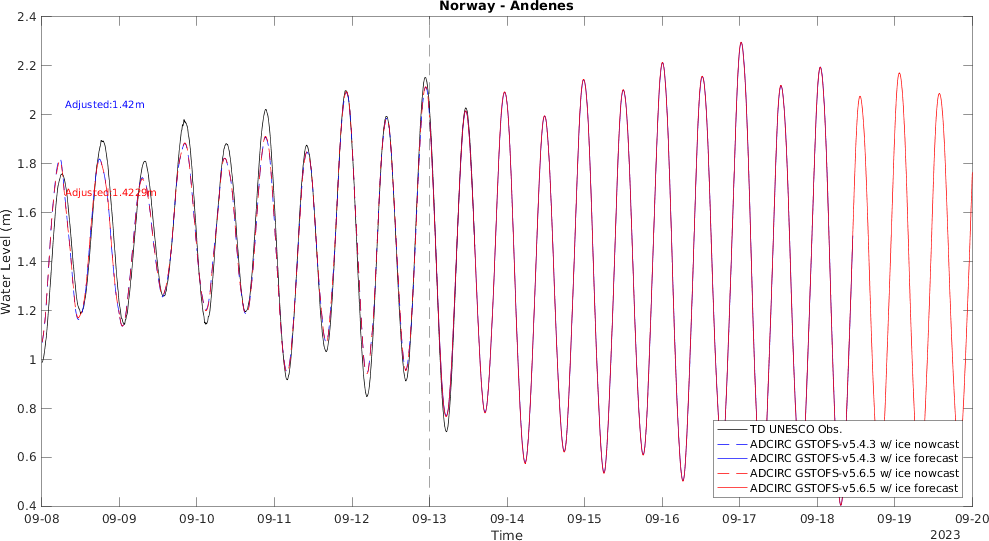 Norway - Andenes
2.4
2.2
2
1.8
1.6
1.4
1.2
1
0.8
0.6
0.4
Water Level (m)
Adjusted:1.42m
Adjusted:1.4229m
TD UNESCO Obs.
ADCIRC GSTOFS-v5.4.3 w/ ice nowcast
ADCIRC GSTOFS-v5.4.3 w/ ice forecast
ADCIRC GSTOFS-v5.6.5 w/ ice nowcast
ADCIRC GSTOFS-v5.6.5 w/ ice forecast
09-08 09-09 09-10 09-11 09-12 09-13 09-14 09-15 09-16 09-17 09-18 09-19 09-20
Time
2023